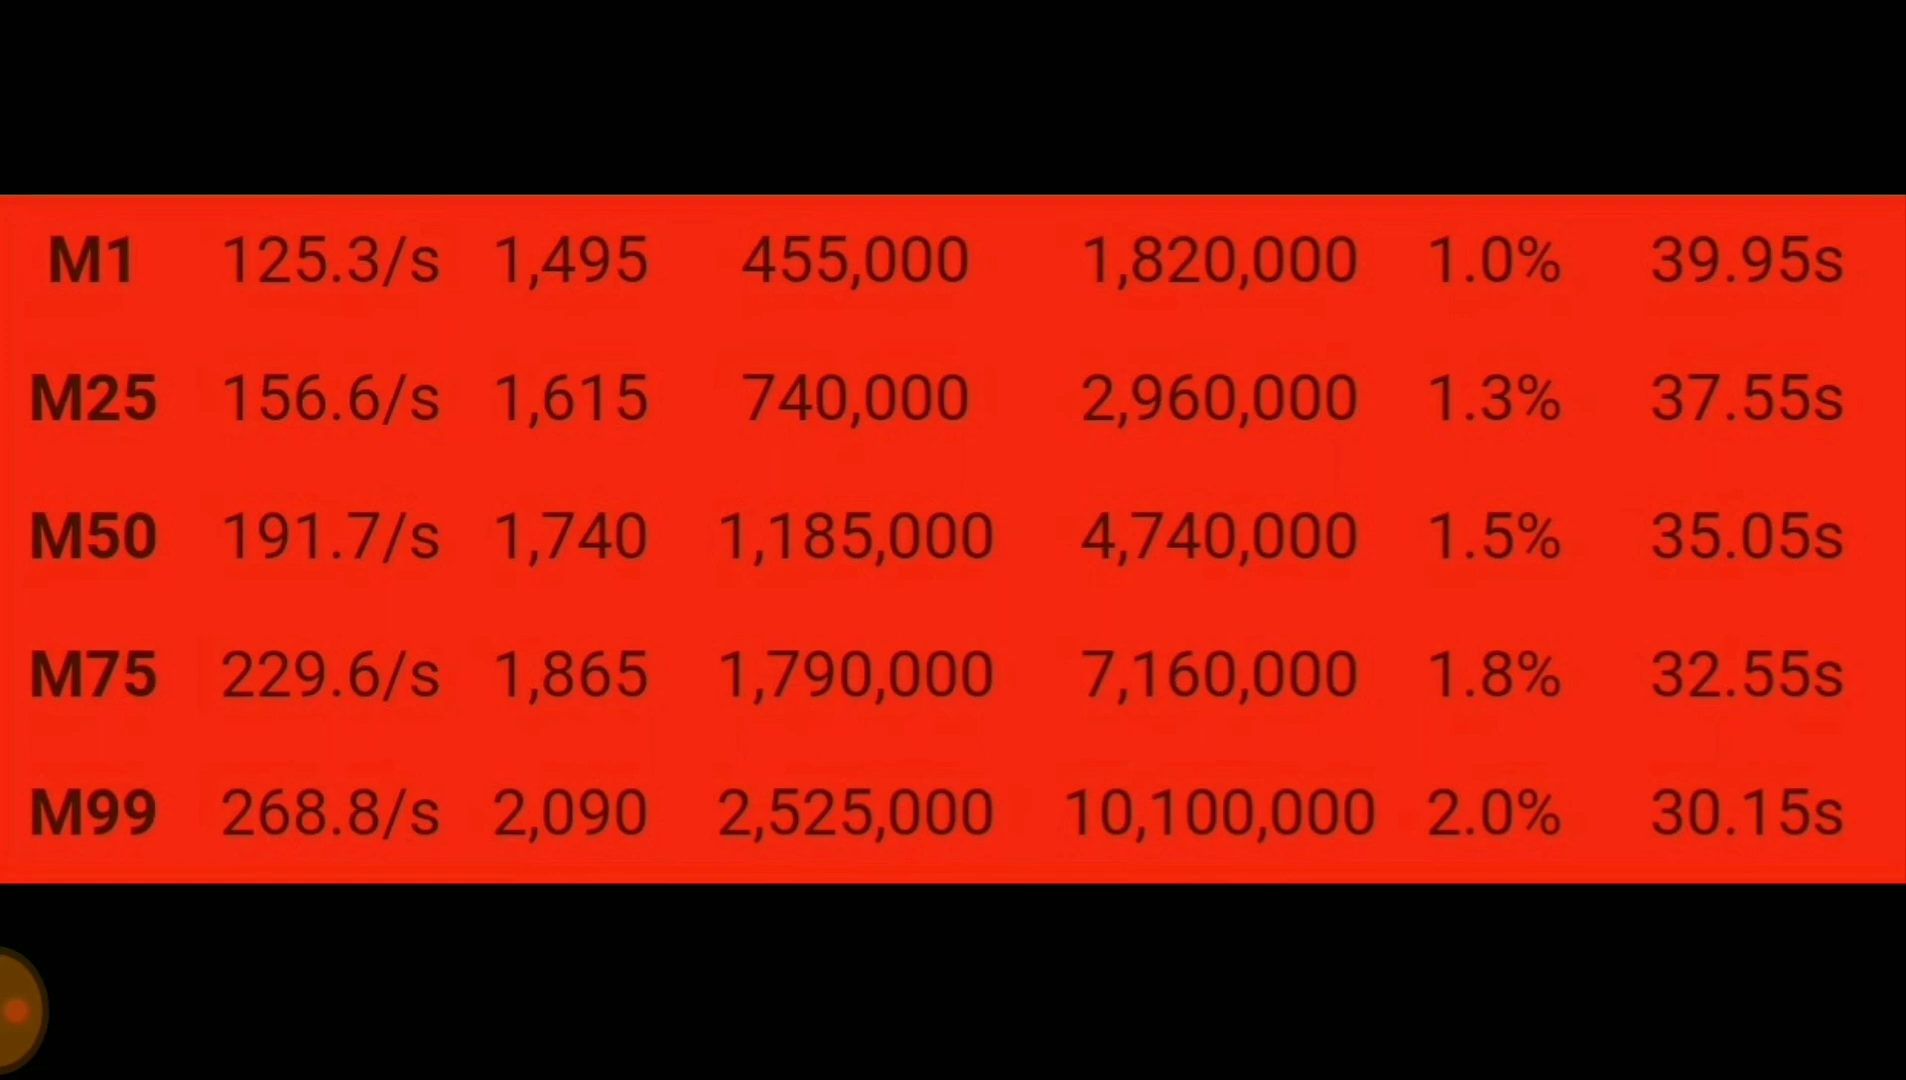 M1 125.3/s 1,495 455,000 1,820,000 1.0% 39.95s
M25 156.6/s 1,615 740,000 2,960,000 1.3% 37.55s
M50 191.7/s 1,740 1,185,000 4,740,000 1.5% 35.05s
M75 229.6/s 1,865 1,790,000 7,160,000 1.8% 32.55s
M99 268.8/s 2,090 2,525,000 10,100,000 2.0% 30.15s